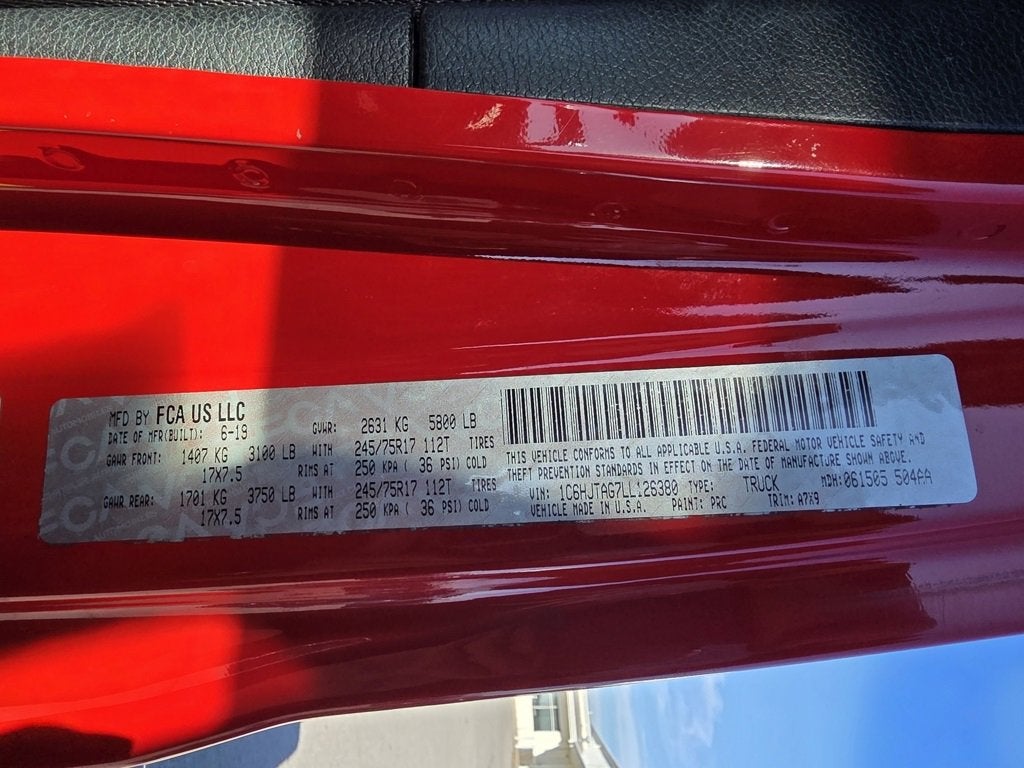 MFD BY FCA US LLC
DATE OF MFR(BUILT): 6-19 GVWR: 2631 KG 5800 LB
GAWR FRONT: 1407 KG 3100 LB WITH 245/75R17 112T TIRES
17X7.5 RIMS AT 250 KPA ( 36 PSI) COLD
GAWR REAR: 1701 KG 3750 LB WITH 245/75R17 112T TIRES
17X7.5 RIMS AT 250 KPA ( 36 PSI) COLD
THIS VEHICLE CONFORMS TO ALL APPLICABLE U.S.A. FEDERAL MOTOR VEHICLE SAFETY AND
THEFT PREVENTION STANDARDS IN EFFECT ON THE DATE OF MANUFACTURE SHOWN ABOVE.
VIN: 1C6HJTAG7LL126380 TYPE: TRUCK MDH:061505 504AA
VEHICLE MADE IN U.S.A. PAINT: PRC TRIM: A7X9